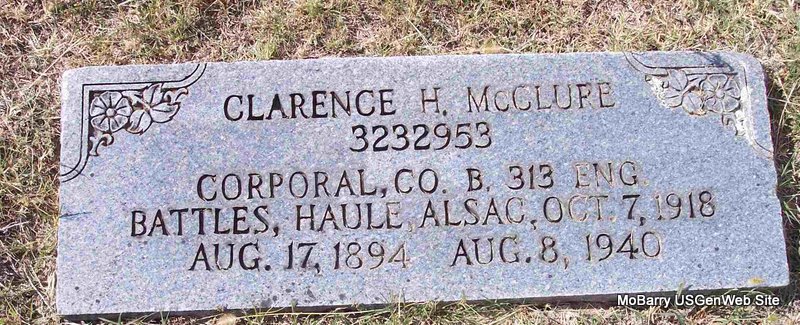 CLARENCE H. McCLURE
3232953
CORPORAL, CO. B. 313 ENG.
BATTLES, HAULE, ALSAC, OCT. 7, 1918
AUG. 17, 1894 AUG. 8, 1940
MoBarry USGenWeb Site